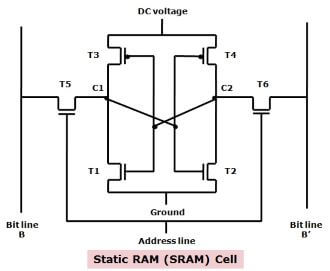 DC voltage
T3
T4
T5
C1
C2
T6
T1
T2
Ground
Bit line
B
Bit line
B'
Address line
Static RAM (SRAM) Cell